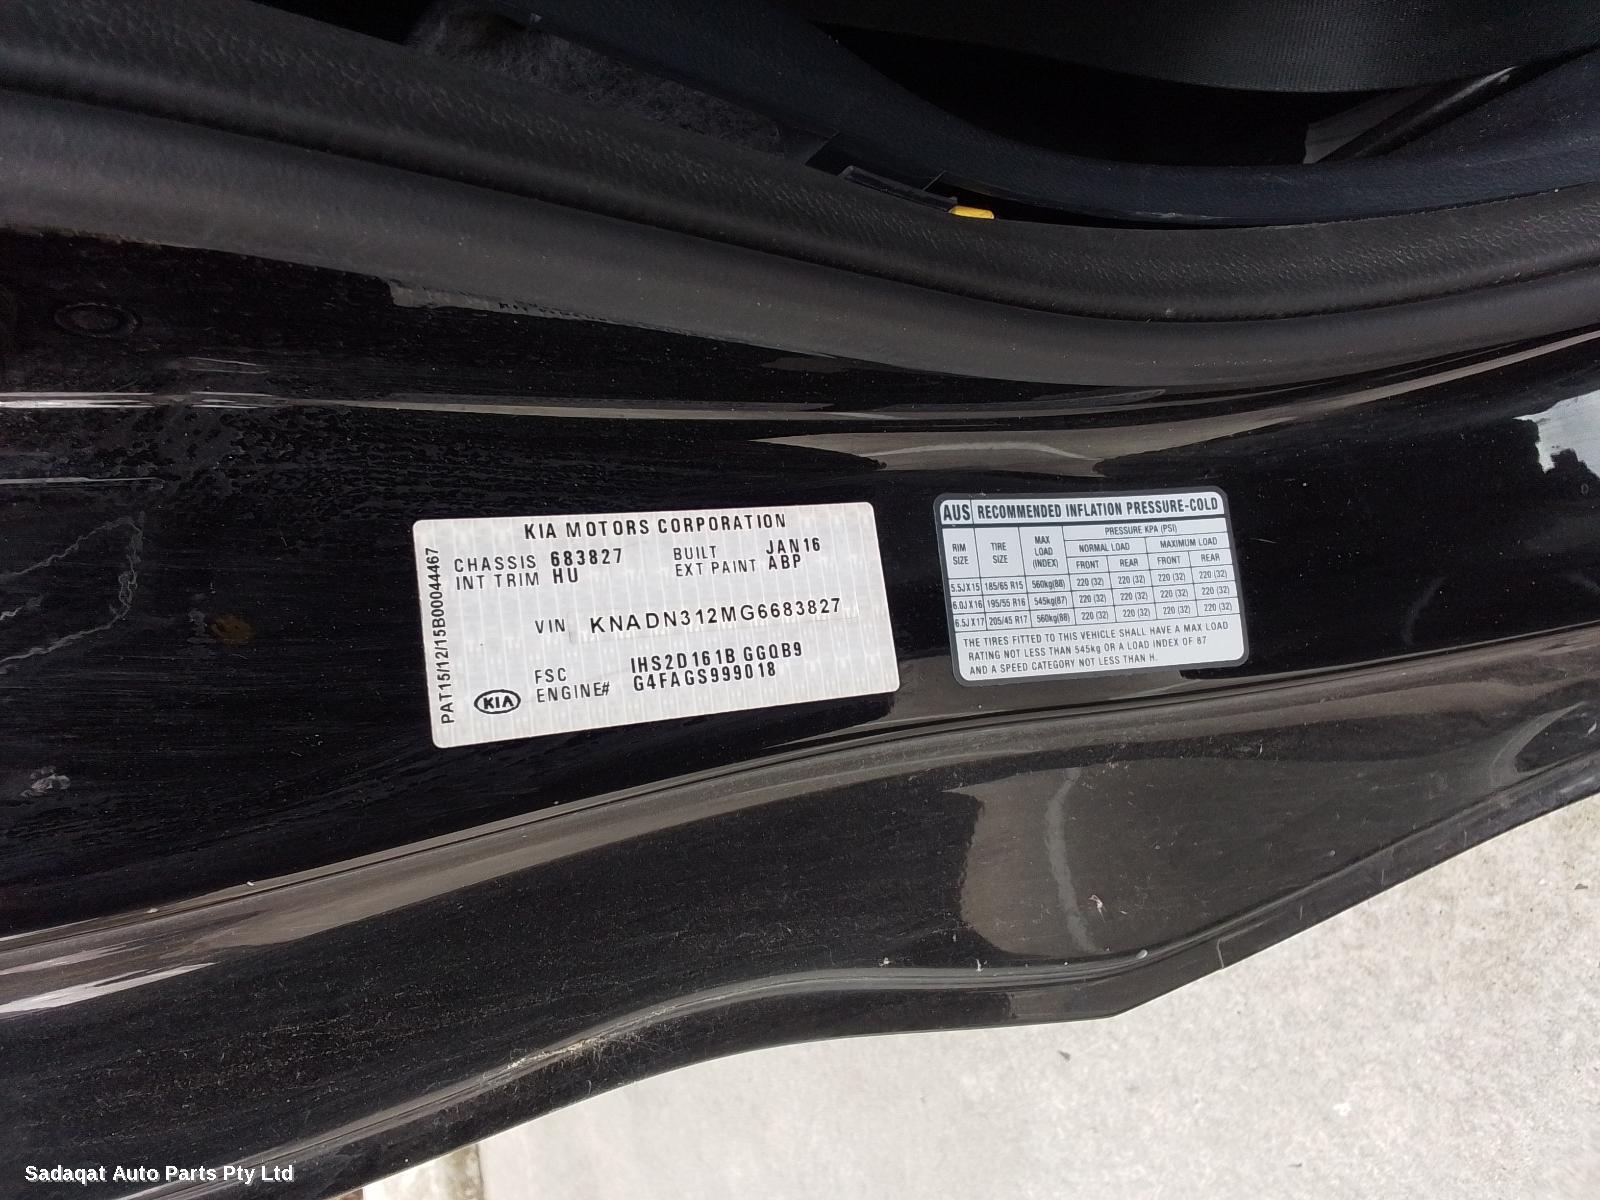 KIA MOTORS CORPORATION
CHASSIS 683827 BUILT JAN16
INT TRIM HU EXT PAINT ABP
VIN KNADN312MG6683827
FSC IHS2D161B GGQB9
ENGINE# G4FAGS999018
KIA
PAT15/12/15B00044467
AUS RECOMMENDED INFLATION PRESSURE-COLD
RIM SIZE TIRE SIZE MAX LOAD (INDEX) PRESSURE KPA (PSI)
NORMAL LOAD MAXIMUM LOAD
FRONT REAR FRONT REAR
5.5JX15 185/65 R15 560kg(88) 220 (32) 220 (32) 220 (32) 220 (32)
6.0JX16 195/55 R16 545kg(87) 220 (32) 220 (32) 220 (32) 220 (32)
6.5JX17 205/45 R17 560kg(88) 220 (32) 220 (32) 220 (32) 220 (32)
THE TIRES FITTED TO THIS VEHICLE SHALL HAVE A MAX LOAD
RATING NOT LESS THAN 545kg OR A LOAD INDEX OF 87
AND A SPEED CATEGORY NOT LESS THAN H.
Sadaqat Auto Parts Pty Ltd